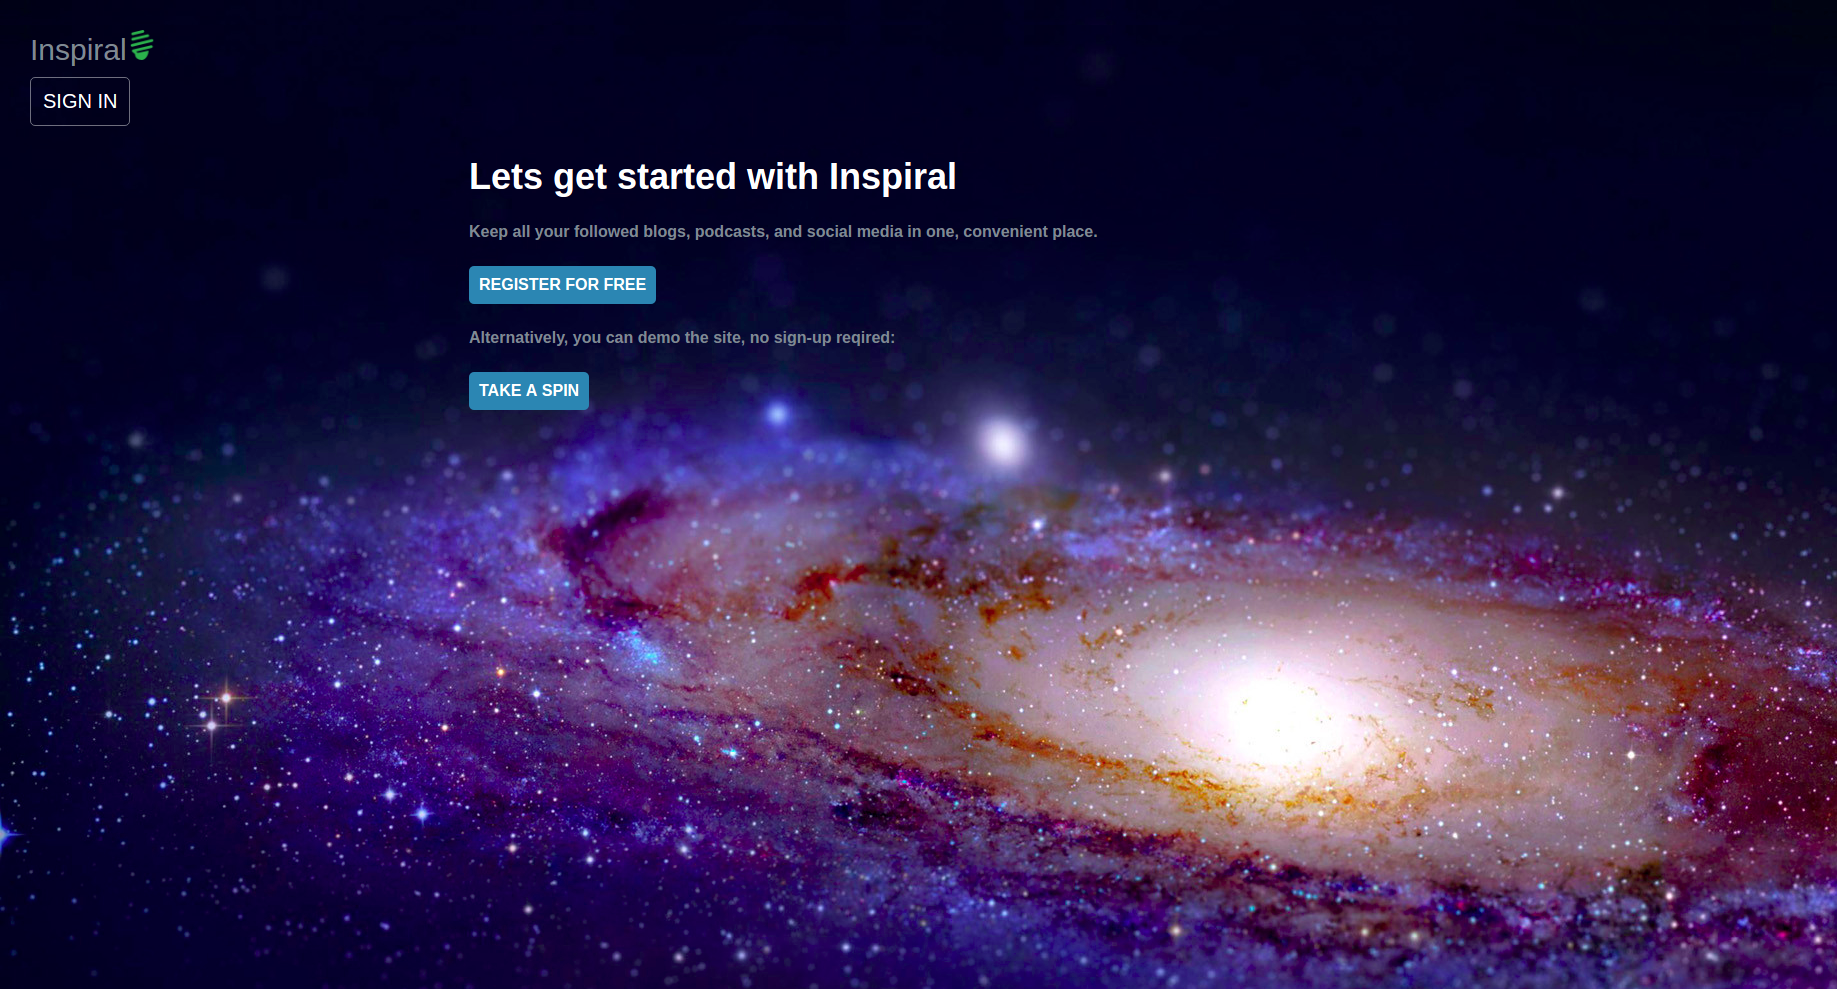 Inspiral
SIGN IN
Lets get started with Inspiral
Keep all your followed blogs, podcasts, and social media in one, convenient place.
REGISTER FOR FREE
Alternatively, you can demo the site, no sign-up reqired:
TAKE A SPIN